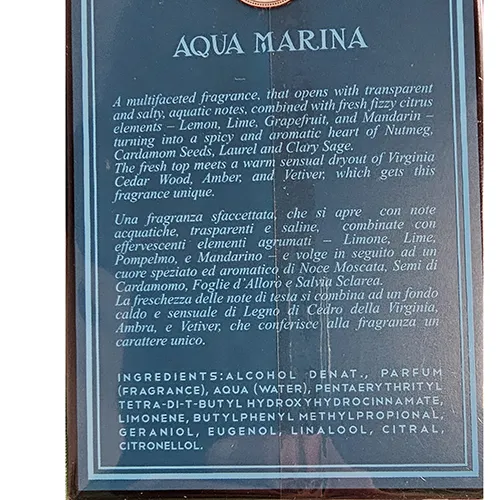 AQUA MARINA
A multifaceted fragrance, that opens with transparent
and salty, aquatic notes, combined with fresh fizzy citrus
elements – Lemon, Lime, Grapefruit, and Mandarin –
turning into a spicy and aromatic heart of Nutmeg,
Cardamom Seeds, Laurel and Clary Sage.
The fresh top meets a warm sensual dryout of Virginia
Cedar Wood, Amber, and Vetiver, which gets this
fragrance unique.
Una fragranza sfaccettata, che si apre con note
acquatiche, trasparenti e saline, combinate con
effervescenti elementi agrumati – Limone, Lime,
Pompelmo, e Mandarino – e volge in seguito ad un
cuore speziato ed aromatico di Noce Moscata, Semi di
Cardamomo, Foglie d'Alloro e Salvia Sclarea.
La freschezza delle note di testa si combina ad un fondo
caldo e sensuale di Legno di Cedro della Virginia,
Ambra, e Vetiver, che conferisce alla fragranza un
carattere unico.
INGREDIENTS:ALCOHOL DENAT., PARFUM
(FRAGRANCE), AQUA (WATER), PENTAERYTHRITYL
TETRA-DI-T-BUTYL HYDROXYHYDROCINNAMATE,
LIMONENE, BUTYLPHENYL METHYLPROPIONAL,
GERANIOL, EUGENOL, LINALOOL, CITRAL,
CITRONELLOL.